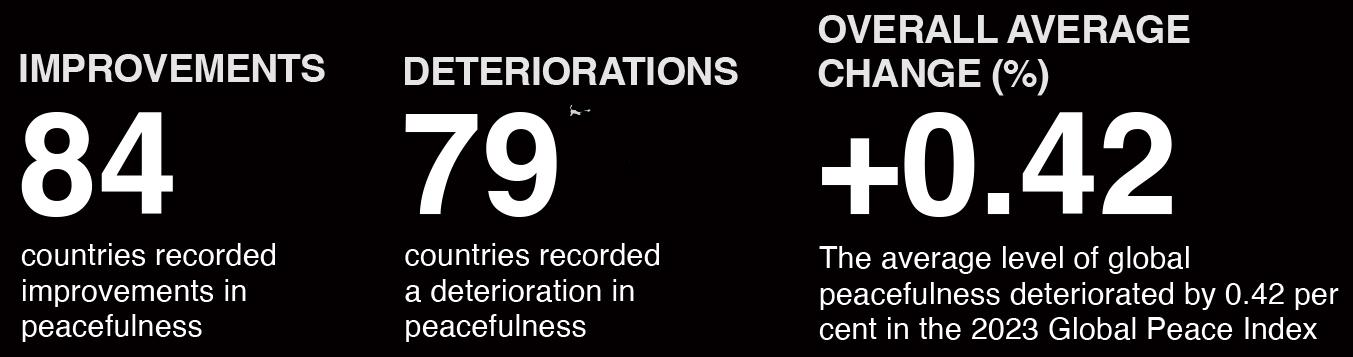 IMPROVEMENTS
84
countries recorded
improvements in
peacefulness
DETERIORATIONS
79
countries recorded
a deterioration in
peacefulness
OVERALL AVERAGE
CHANGE (%)
+0.42
The average level of global
peacefulness deteriorated by 0.42 per
cent in the 2023 Global Peace Index